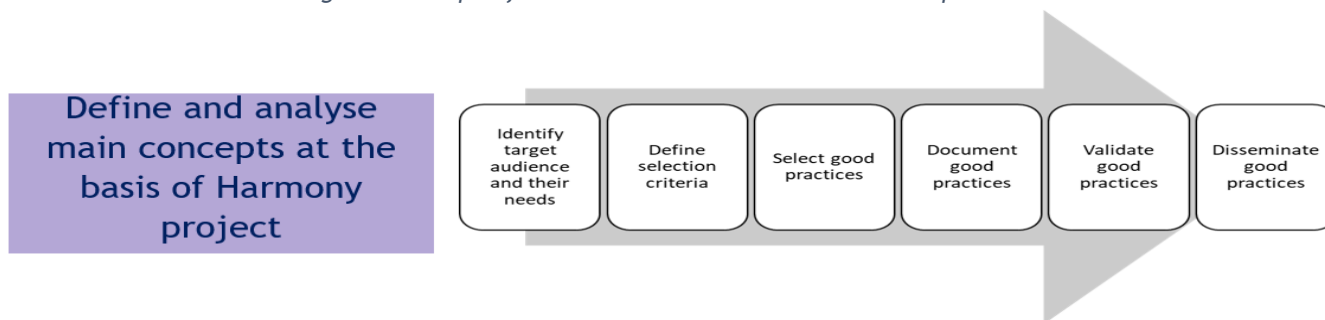 Define and analyse
main concepts at the
basis of Harmony
project
Identify
target
audience
and their
needs
Define
selection
criteria
Select good
practices
Document
good
practices
Validate
good
practices
Disseminate
good
practices